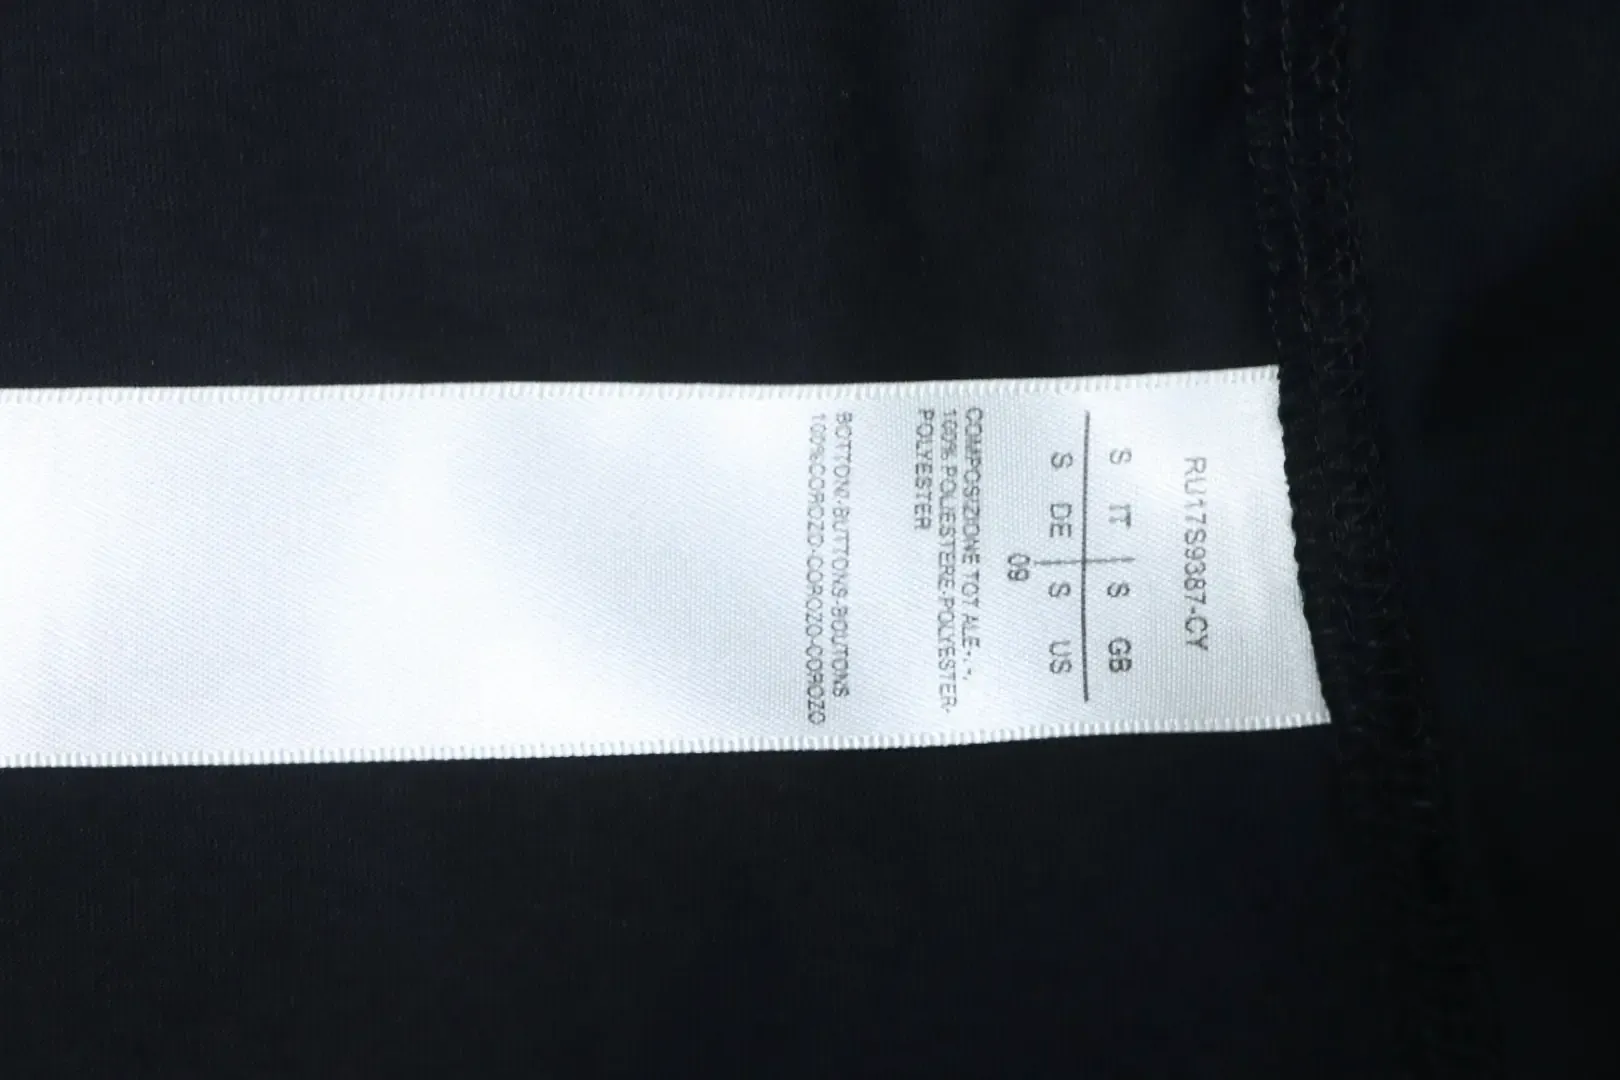 RU17S9387-CY
S IT S GB
S DE S US
09
COMPOSIZIONE TOTALE-.-.
100% POLIESTERE-POLYESTER-
POLYESTER
BOTTONI-BUTTONS-BOUTONS
100%COROZO-COROZO-COROZO